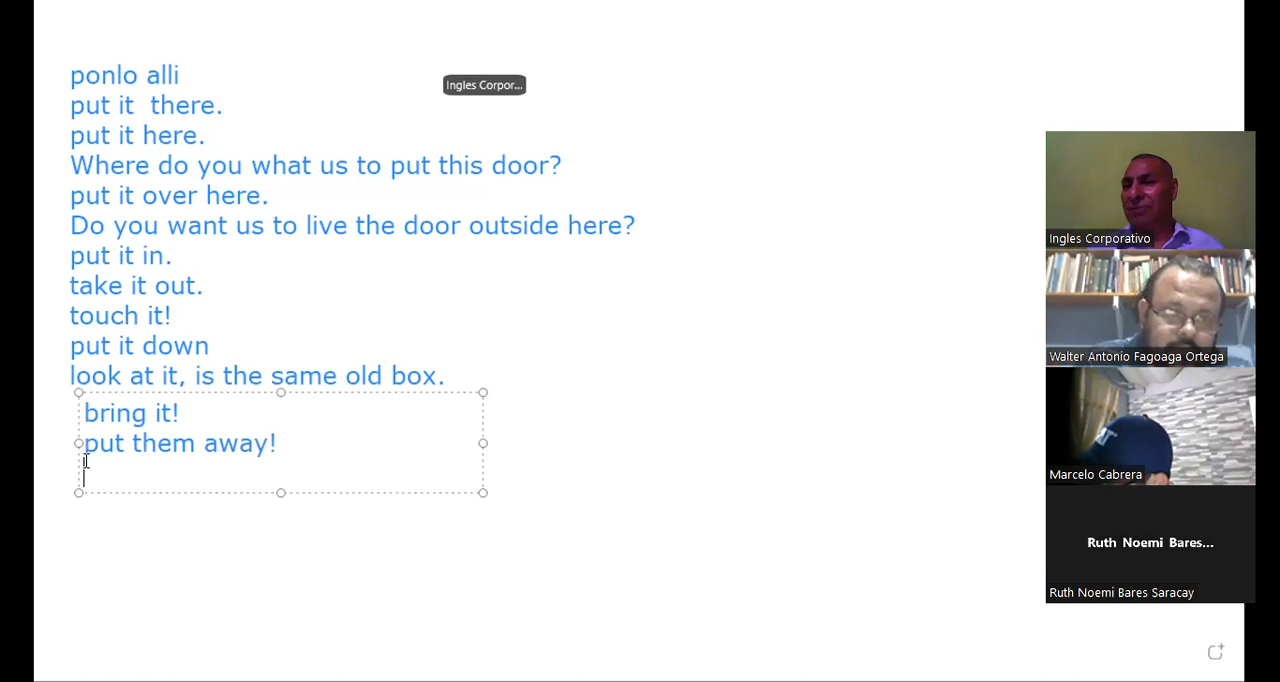 ponlo alli
Ingles Corpor...
put it  there.
put it here.
Where do you what us to put this door?
put it over here.
Do you want us to live the door outside here?
put it in.
take it out.
touch it!
put it down
look at it, is the same old box.
bring it!
put them away!
Ingles Corporativo
Walter Antonio Fagoaga Ortega
Marcelo Cabrera
Ruth Noemi Bares...
Ruth Noemi Bares Saracay